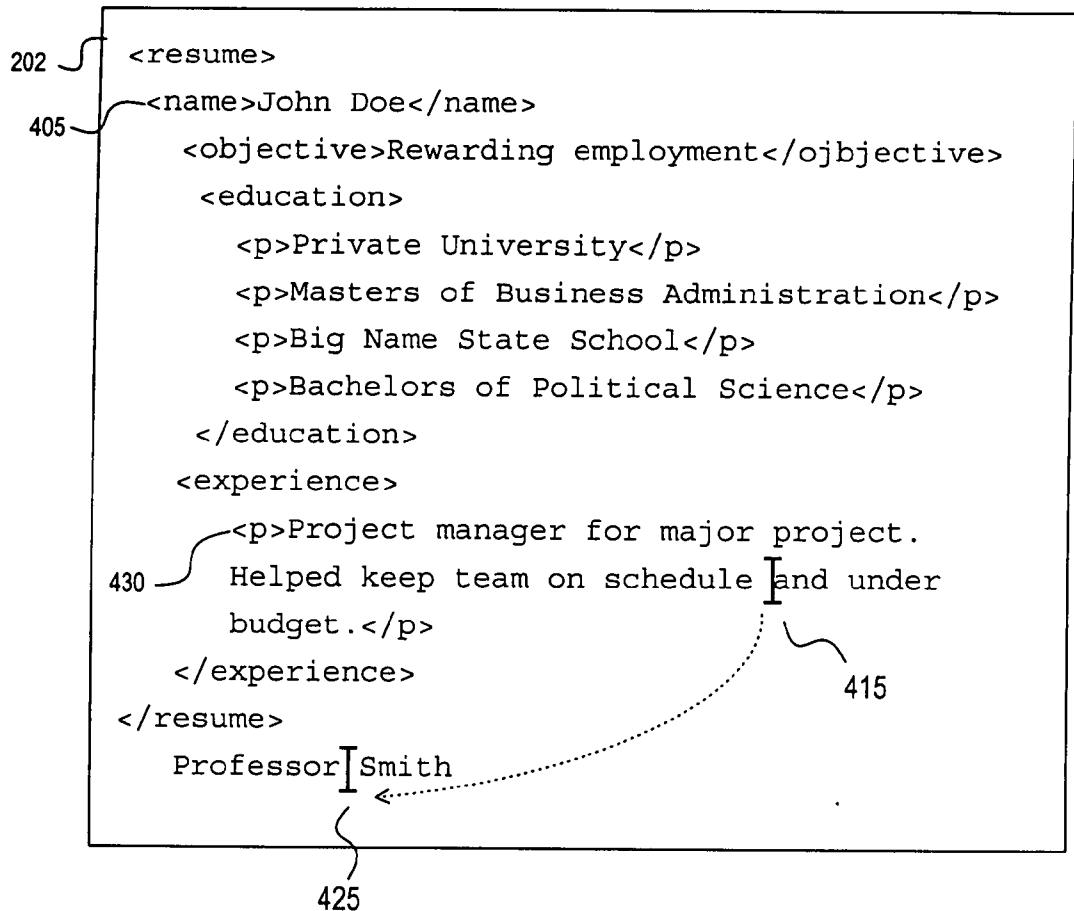 202
<resume>
<name>John Doe</name>
405
<objective>Rewarding employment</ojbjective>
<education>
<p>Private University</p>
<p>Masters of Business Administration</p>
<p>Big Name State School</p>
<p>Bachelors of Political Science</p>
</education>
<experience>
<p>Project manager for major project.
430
Helped keep team on schedule and under
budget.</p>
</experience>
415
</resume>
Professor Smith
425